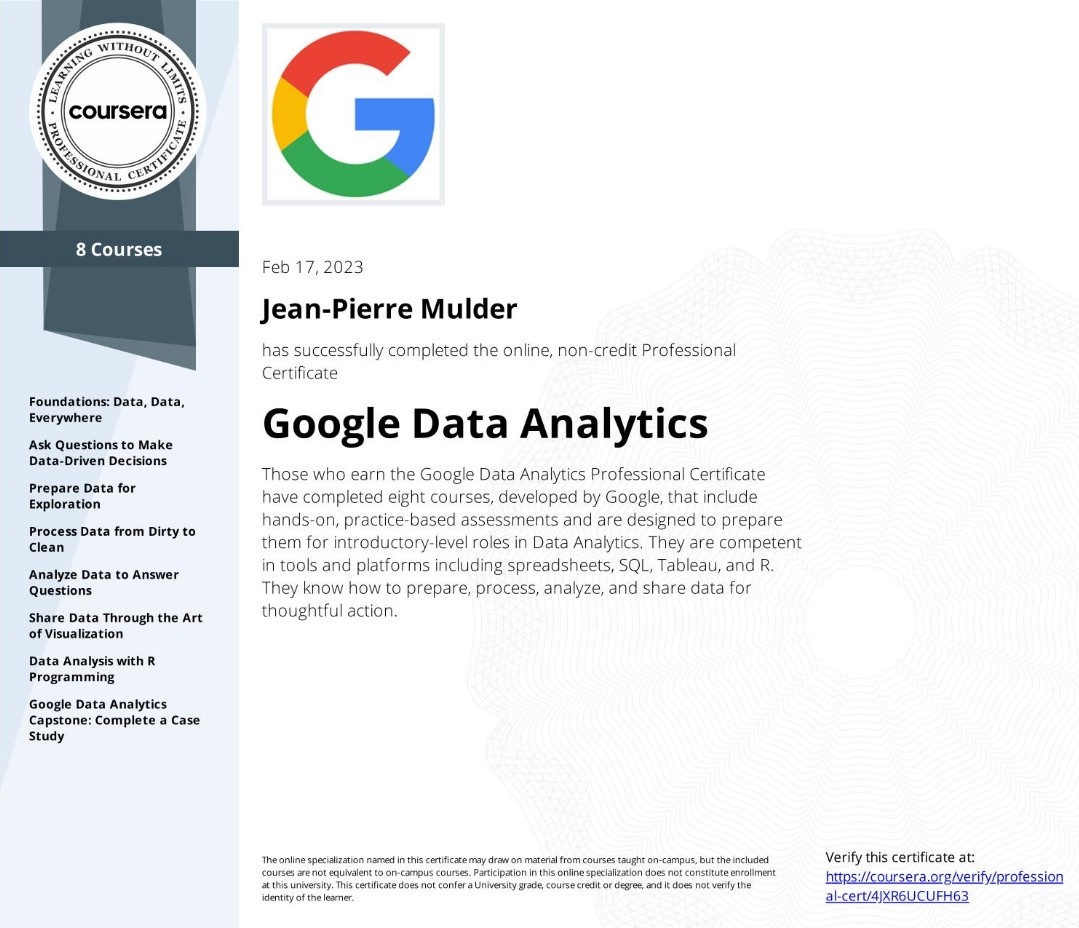 LEARNING WITHOUT LIMITS
coursera
PROFESSIONAL CERTIFICATE
8 Courses
Foundations: Data, Data,
Everywhere
Ask Questions to Make
Data-Driven Decisions
Prepare Data for
Exploration
Process Data from Dirty to
Clean
Analyze Data to Answer
Questions
Share Data Through the Art
of Visualization
Data Analysis with R
Programming
Google Data Analytics
Capstone: Complete a Case
Study
G
Feb 17, 2023
Jean-Pierre Mulder
has successfully completed the online, non-credit Professional
Certificate
Google Data Analytics
Those who earn the Google Data Analytics Professional Certificate
have completed eight courses, developed by Google, that include
hands-on, practice-based assessments and are designed to prepare
them for introductory-level roles in Data Analytics. They are competent
in tools and platforms including spreadsheets, SQL, Tableau, and R.
They know how to prepare, process, analyze, and share data for
thoughtful action.
The online specialization named in this certificate may draw on material from courses taught on-campus, but the included
courses are not equivalent to on-campus courses. Participation in this online specialization does not constitute enrollment
at this university. This certificate does not confer a University grade, course credit or degree, and it does not verify the
identity of the learner.
Verify this certificate at:
https://coursera.org/verify/profession
al-cert/4JXR6UCUFH63